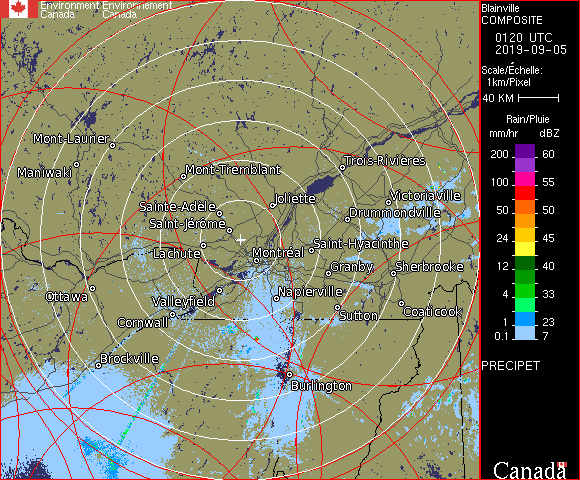 Environment Environnement
Canada Canada
Blainville
COMPOSITE
0120 UTC
2019-09-05
Scale/Échelle:
1km/Pixel
40 KM
Rain/Pluie
mm/hr dBZ
200 60
100 55
50 50
24 45
12 40
4 33
1 23
0.1 7
PRECIPET
Canada
Mont-Laurier
Maniwaki
Mont-Tremblant
Trois-Rivières
Sainte-Adèle
Joliette
Victoriaville
Saint-Jérôme
Drummondville
Lachute
Montréal
Saint-Hyacinthe
Granby
Sherbrooke
Ottawa
Valleyfield
Napierville
Cornwall
Sutton
Coaticook
Brockville
Burlington